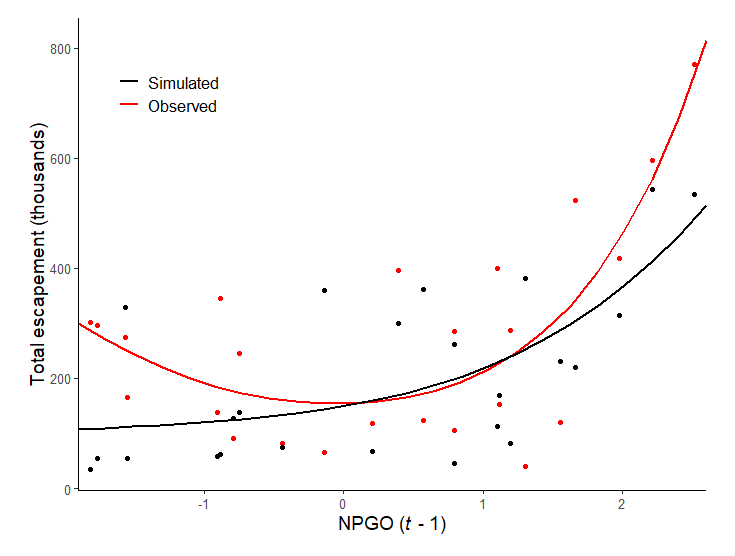 800
600
400
200
0
Total escapement (thousands)
Simulated
Observed
-1 0 1 2
NPGO (t - 1)